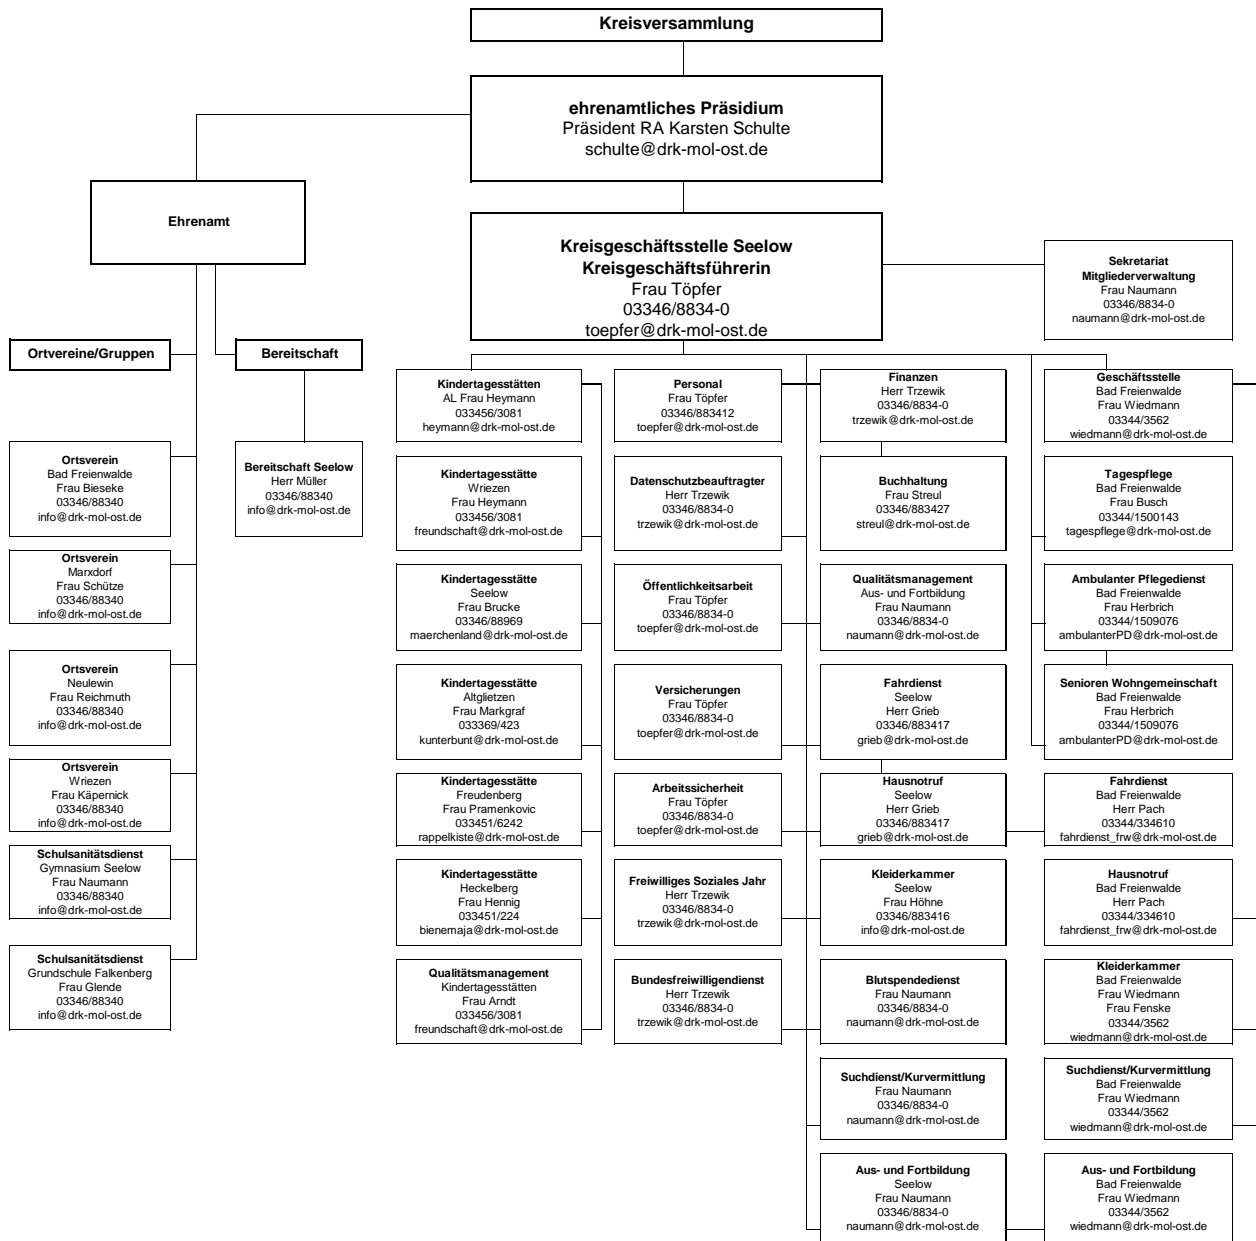 Kreisversammlung
ehrenamtliches Präsidium
Präsident RA Karsten Schulte
schulte@drk-mol-ost.de
Ehrenamt
Kreisgeschäftsstelle Seelow
Kreisgeschäftsführerin
Frau Töpfer
03346/8834-0
toepfer@drk-mol-ost.de
Sekretariat
Mitgliederverwaltung
Frau Naumann
03346/8834-0
naumann@drk-mol-ost.de
Ortvereine/Gruppen
Bereitschaft
Ortsverein
Bad Freienwalde
Frau Bieseke
03346/88340
info@drk-mol-ost.de
Ortsverein
Marxdorf
Frau Schütze
03346/88340
info@drk-mol-ost.de
Ortsverein
Neulewin
Frau Reichmuth
03346/88340
info@drk-mol-ost.de
Ortsverein
Wriezen
Frau Käpernick
03346/88340
info@drk-mol-ost.de
Schulsanitätsdienst
Gymnasium Seelow
Frau Naumann
03346/88340
info@drk-mol-ost.de
Schulsanitätsdienst
Grundschule Falkenberg
Frau Glende
03346/88340
info@drk-mol-ost.de
Bereitschaft Seelow
Herr Müller
03346/88340
info@drk-mol-ost.de
Kindertagesstätten
AL Frau Heymann
033456/3081
heymann@drk-mol-ost.de
Kindertagesstätte
Wriezen
Frau Heymann
033456/3081
freundschaft@drk-mol-ost.de
Kindertagesstätte
Seelow
Frau Brucke
03346/88969
maerchenland@drk-mol-ost.de
Kindertagesstätte
Altglietzen
Frau Markgraf
033369/423
kunterbunt@drk-mol-ost.de
Kindertagesstätte
Freudenberg
Frau Pramenkovic
033451/6242
rappelkiste@drk-mol-ost.de
Kindertagesstätte
Heckelberg
Frau Hennig
033451/224
bienemaja@drk-mol-ost.de
Qualitätsmanagement
Kindertagesstätten
Frau Arndt
033456/3081
freundschaft@drk-mol-ost.de
Personal
Frau Töpfer
03346/883412
toepfer@drk-mol-ost.de
Datenschutzbeauftragter
Herr Trzewik
03346/8834-0
trzewik@drk-mol-ost.de
Öffentlichkeitsarbeit
Frau Töpfer
03346/8834-0
toepfer@drk-mol-ost.de
Versicherungen
Frau Töpfer
03346/8834-0
toepfer@drk-mol-ost.de
Arbeitssicherheit
Frau Töpfer
03346/8834-0
toepfer@drk-mol-ost.de
Freiwilliges Soziales Jahr
Herr Trzewik
03346/8834-0
trzewik@drk-mol-ost.de
Bundesfreiwilligendienst
Herr Trzewik
03346/8834-0
trzewik@drk-mol-ost.de
Finanzen
Herr Trzewik
03346/8834-0
trzewik@drk-mol-ost.de
Buchhaltung
Frau Streul
03346/883427
streul@drk-mol-ost.de
Qualitätsmanagement
Aus- und Fortbildung
Frau Naumann
03346/8834-0
naumann@drk-mol-ost.de
Fahrdienst
Seelow
Herr Grieb
03346/883417
grieb@drk-mol-ost.de
Hausnotruf
Seelow
Herr Grieb
03346/883417
grieb@drk-mol-ost.de
Kleiderkammer
Seelow
Frau Höhne
03346/883416
info@drk-mol-ost.de
Blutspendedienst
Frau Naumann
03346/8834-0
naumann@drk-mol-ost.de
Suchdienst/Kurvermittlung
Frau Naumann
03346/8834-0
naumann@drk-mol-ost.de
Aus- und Fortbildung
Seelow
Frau Naumann
03346/8834-0
naumann@drk-mol-ost.de
Geschäftsstelle
Bad Freienwalde
Frau Wiedmann
03344/3562
wiedmann@drk-mol-ost.de
Tagespflege
Bad Freienwalde
Frau Busch
03344/1500143
tagespflege@drk-mol-ost.de
Ambulanter Pflegedienst
Bad Freienwalde
Frau Herbrich
03344/1509076
ambulanterPD@drk-mol-ost.de
Senioren Wohngemeinschaft
Bad Freienwalde
Frau Herbrich
03344/1509076
ambulanterPD@drk-mol-ost.de
Fahrdienst
Bad Freienwalde
Herr Pach
03344/334610
fahrdienst_frw@drk-mol-ost.de
Hausnotruf
Bad Freienwalde
Herr Pach
03344/334610
fahrdienst_frw@drk-mol-ost.de
Kleiderkammer
Bad Freienwalde
Frau Wiedmann
Frau Fenske
03344/3562
wiedmann@drk-mol-ost.de
Suchdienst/Kurvermittlung
Bad Freienwalde
Frau Wiedmann
03344/3562
wiedmann@drk-mol-ost.de
Aus- und Fortbildung
Bad Freienwalde
Frau Wiedmann
03344/3562
wiedmann@drk-mol-ost.de